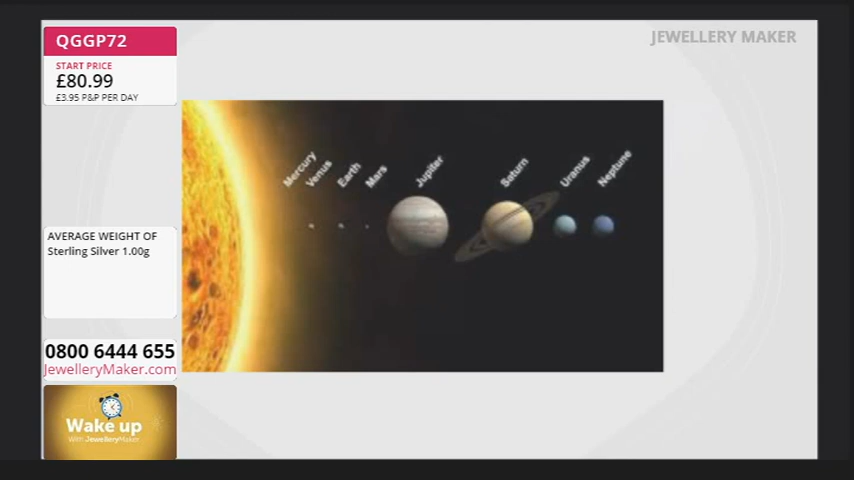 QGGP72
START PRICE
£80.99
£3.95 P&P PER DAY
JEWELLERY MAKER
Mercury
Venus
Earth
Mars
Jupiter
Saturn
Uranus
Neptune
AVERAGE WEIGHT OF
Sterling Silver 1.00g
0800 6444 655
JewelleryMaker.com
Wake up
With JewelleryMaker